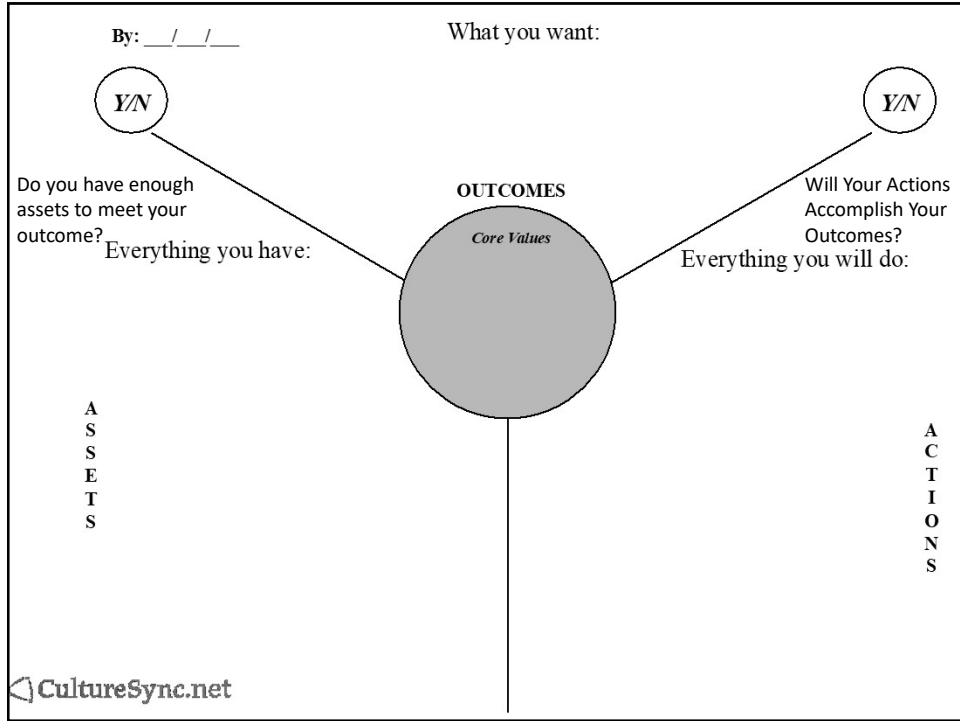 By: ___/___/___
What you want:
Y/N
Y/N
Do you have enough
assets to meet your
outcome?
Everything you have:
OUTCOMES
Core Values
Will Your Actions
Accomplish Your
Outcomes?
Everything you will do:
A
S
S
E
T
S
A
C
T
I
O
N
S
CultureSync.net